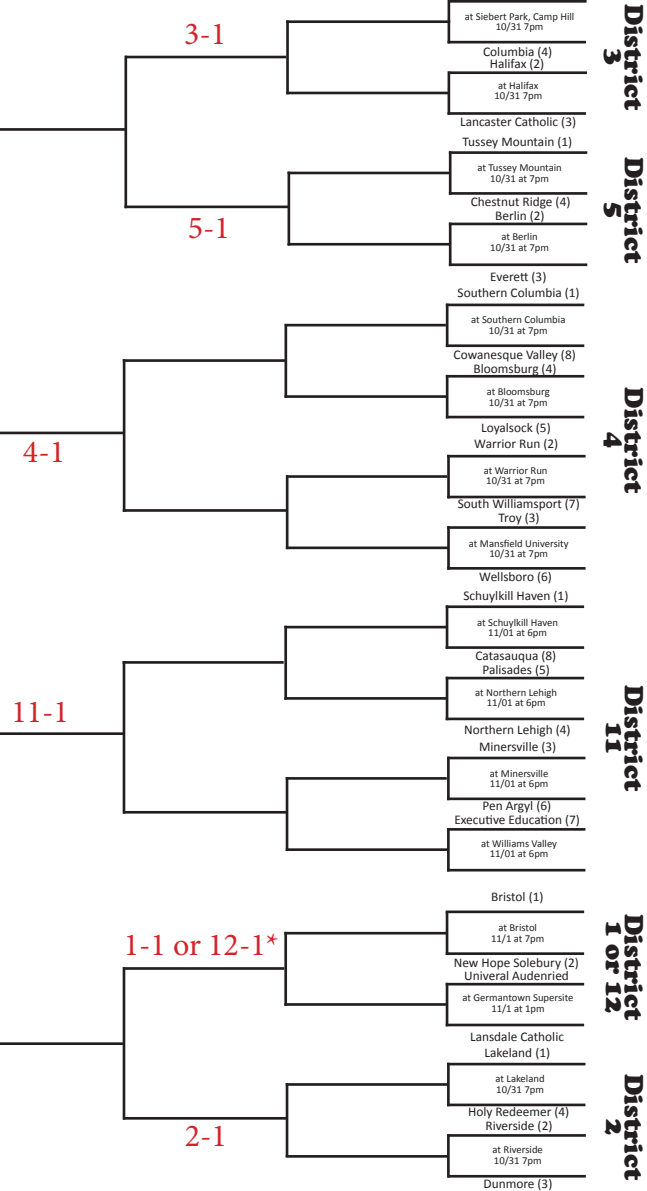 3-1
at Siebert Park, Camp Hill
10/31 7pm
Columbia (4)
Halifax (2)
at Halifax
10/31 7pm
Lancaster Catholic (3)
District
3
5-1
Tussey Mountain (1)
at Tussey Mountain
10/31 at 7pm
Chestnut Ridge (4)
Berlin (2)
at Berlin
10/31 at 7pm
Everett (3)
District
5
4-1
Southern Columbia (1)
at Southern Columbia
10/31 at 7pm
Cowanesque Valley (8)
Bloomsburg (4)
at Bloomsburg
10/31 at 7pm
Loyalsock (5)
Warrior Run (2)
at Warrior Run
10/31 at 7pm
South Williamsport (7)
Troy (3)
at Mansfield University
10/31 at 7pm
Wellsboro (6)
District
4
11-1
Schuylkill Haven (1)
at Schuylkill Haven
11/01 at 6pm
Catasauqua (8)
Palisades (5)
at Northern Lehigh
11/01 at 6pm
Northern Lehigh (4)
Minersville (3)
at Minersville
11/01 at 6pm
Pen Argyl (6)
Executive Education (7)
at Williams Valley
11/01 at 6pm
District
11
1-1 or 12-1*
Bristol (1)
at Bristol
11/1 at 7pm
New Hope Solebury (2)
Univeral Audenried
at Germantown Supersite
11/1 at 1pm
Lansdale Catholic
District
1 or 12
2-1
Lakeland (1)
at Lakeland
10/31 7pm
Holy Redeemer (4)
Riverside (2)
at Riverside
10/31 7pm
Dunmore (3)
District
2